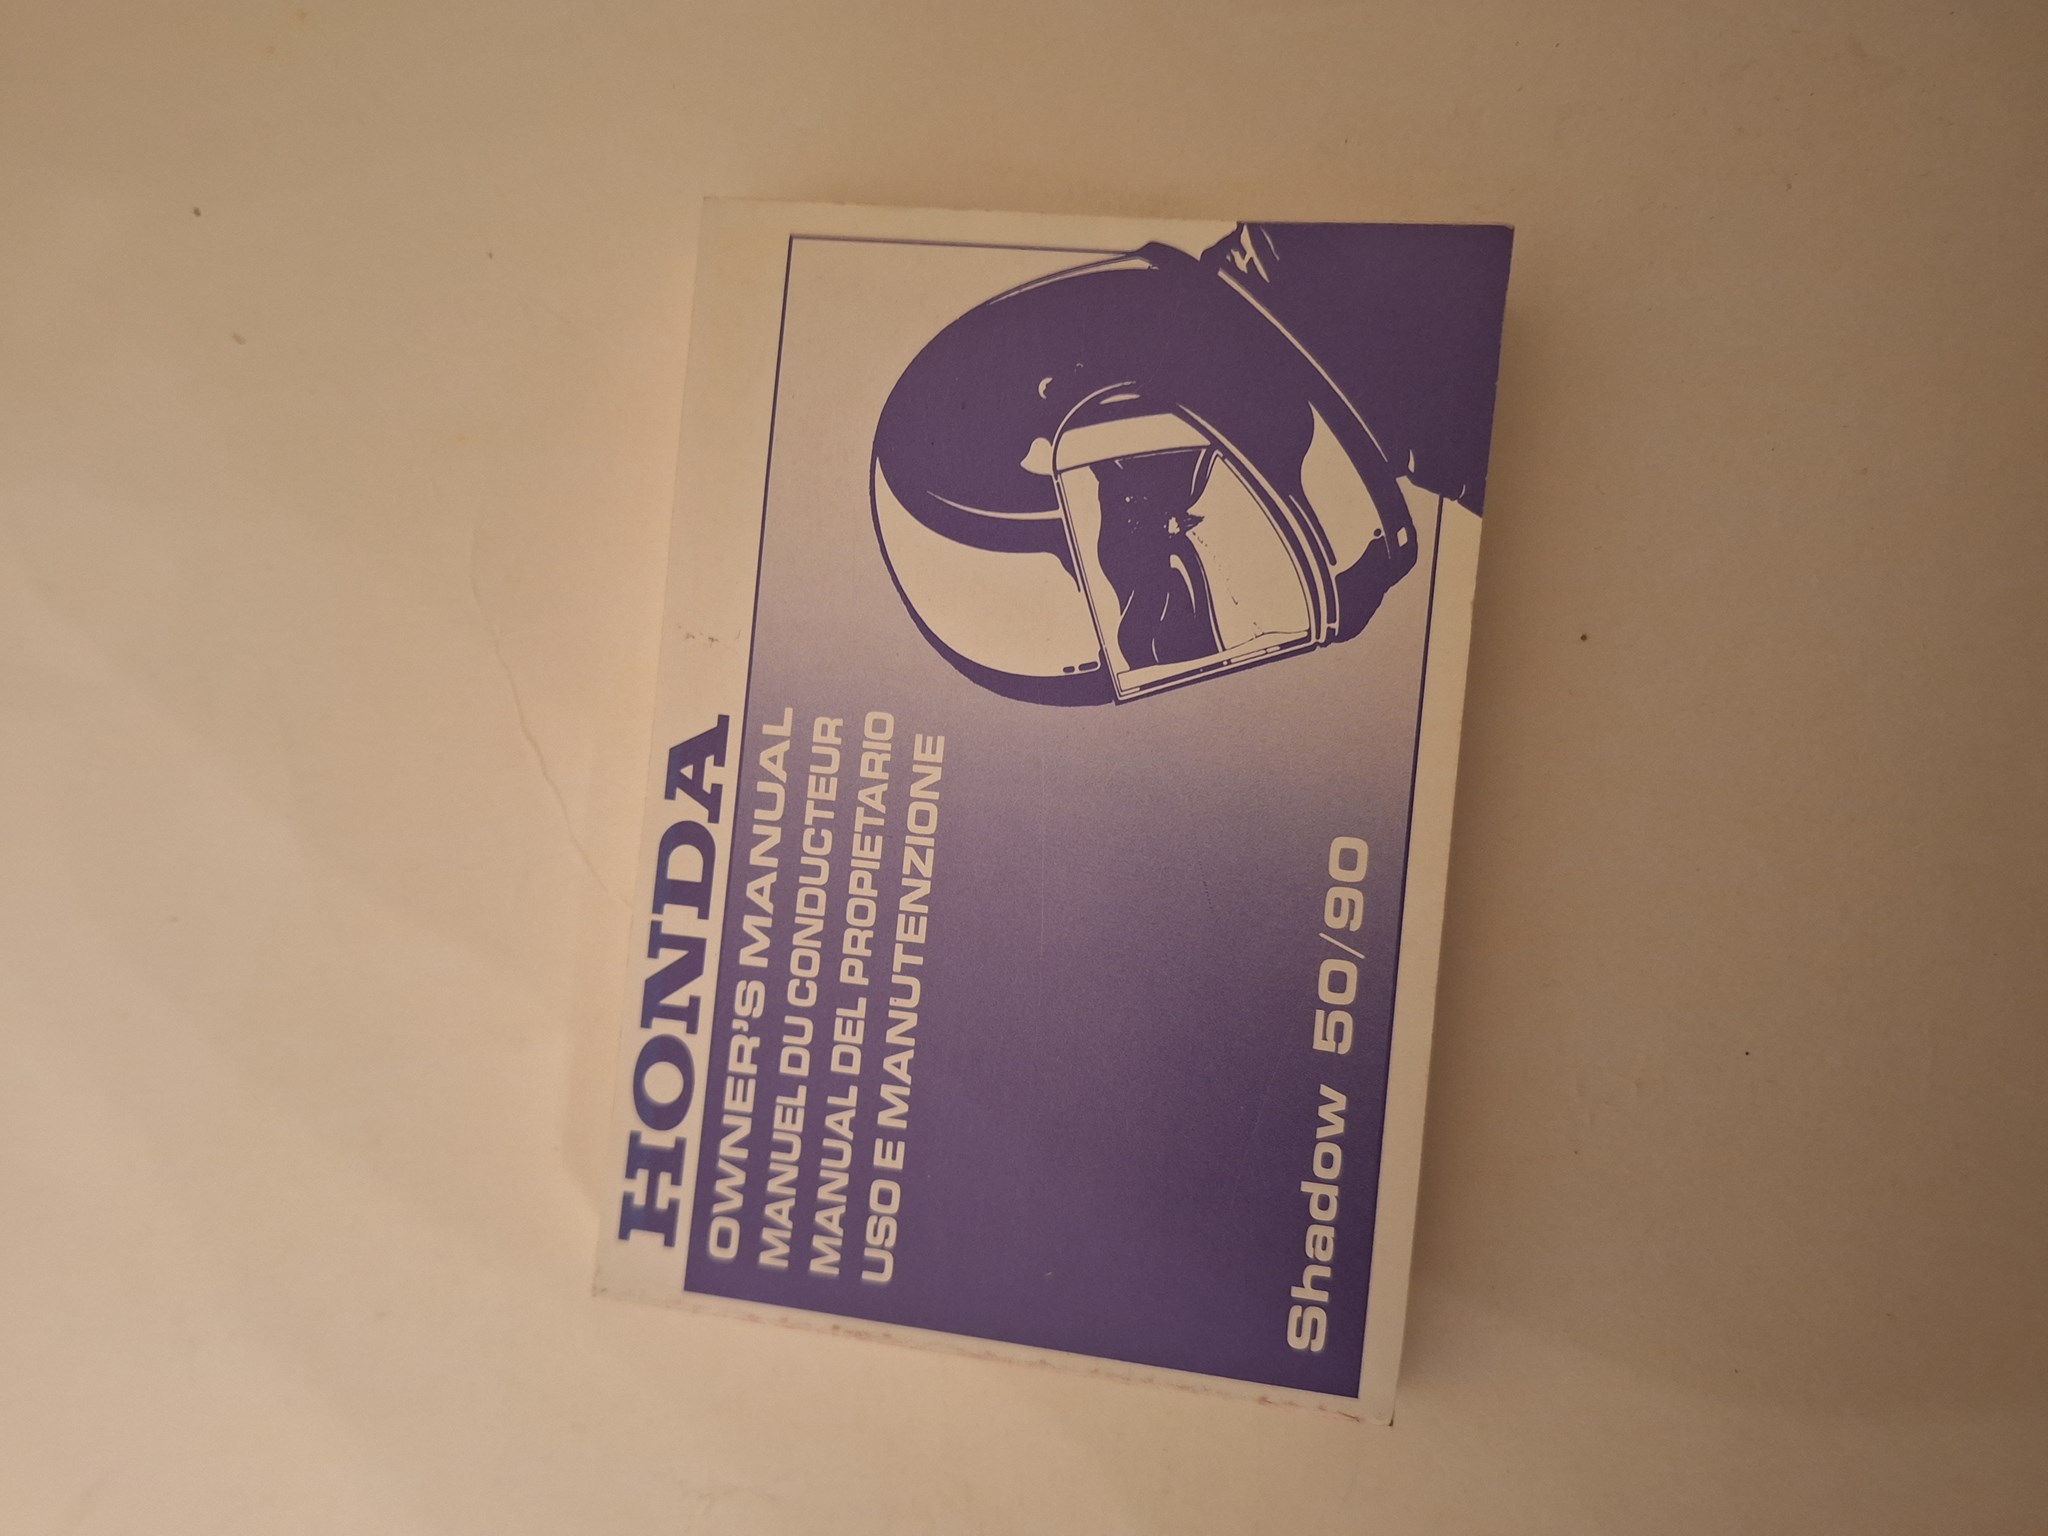 HONDA
OWNER'S MANUAL
MANUEL DU CONDUCTEUR
MANUAL DEL PROPIETARIO
USO E MANUTENZIONE
Shadow 50/90